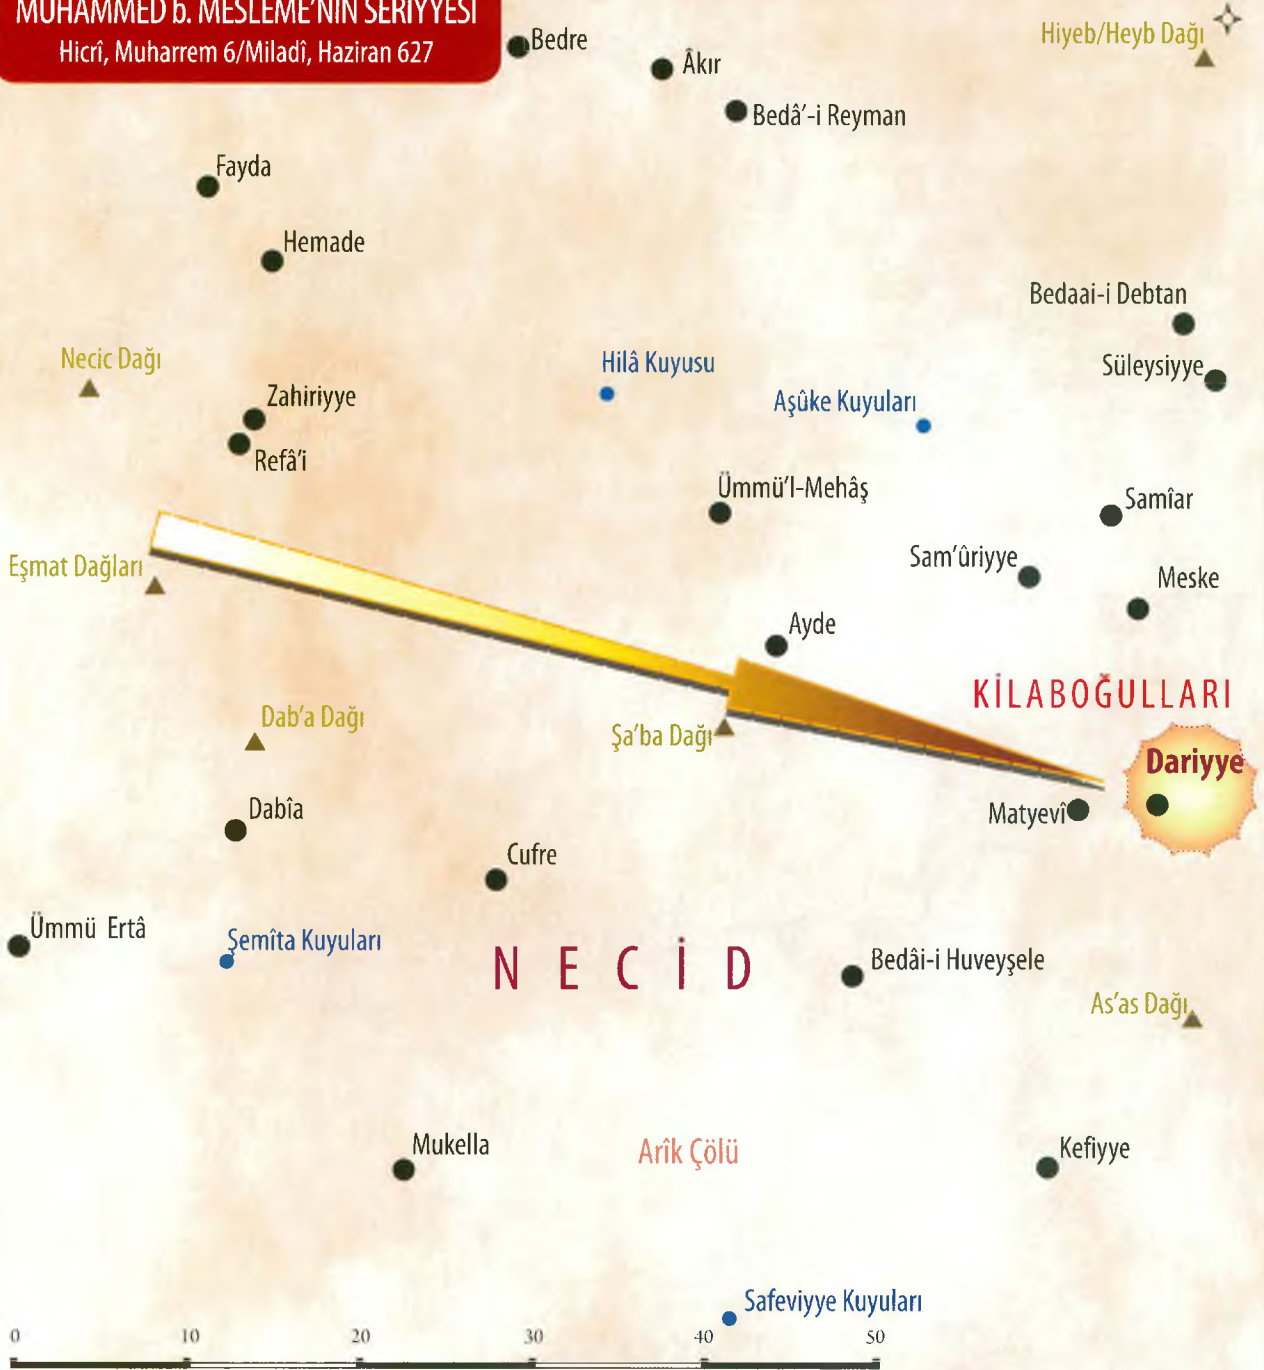 MUHAMMED b. MESLEME'NİN SERİYYESİ
Hicrî, Muharrem 6/Miladî, Haziran 627
Bedre
Hiyeb/Heyb Dağı
Âkır
Bedâ'-i Reyman
Fayda
Hemade
Bedaai-i Debtan
Necic Dağı
Hilâ Kuyusu
Süleysiyye
Zahiriyye
Aşûke Kuyuları
Refâ'i
Ümmü'l-Mehâş
Samîar
Eşmat Dağları
Sam'ûriyye
Meske
Ayde
KİLABOĞULLARI
Dab'a Dağı
Şa'ba Dağı
Dariyye
Dabîa
Matyevî
Cufre
Ümmü Ertâ
Şemîta Kuyuları
NECİD
Bedâi-i Huveyşele
As'as Dağı
Mukella
Arîk Çölü
Kefiyye
Safeviyye Kuyuları
0 10 20 30 40 50